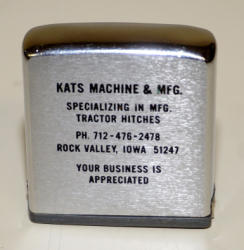 KATS MACHINE & MFG.
SPECIALIZING IN MFG.
TRACTOR HITCHES
PH. 712-476-2478
ROCK VALLEY, IOWA 51247
YOUR BUSINESS IS
APPRECIATED